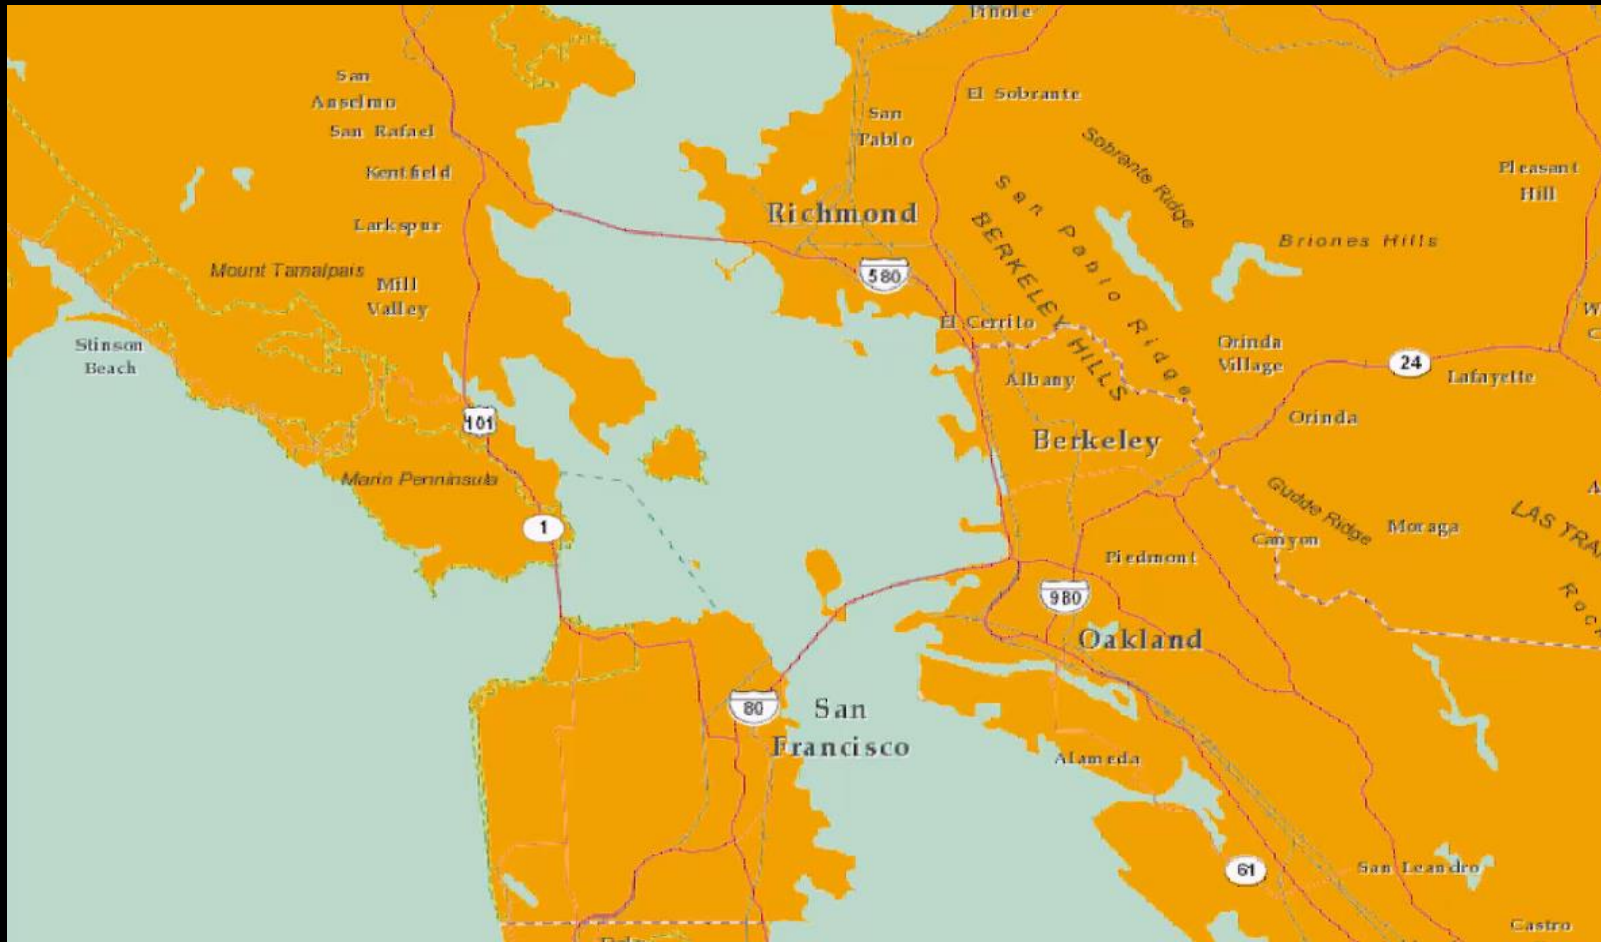 Pinole
San
Anselmo
El Sobrante
San
Pablo
San Rafael
Sobrante Ridge
Kentfield
Pleasant
Hill
San Pablo Ridge
Richmond
Larkspur
BERKELEY HILLS
Briones Hills
Mount Tamalpais
Mill
Valley
580
El Cerrito
Stinson
Beach
Orinda
Village
24
Albany
Lafayette
101
Orinda
Berkeley
Marin Penninsula
Gudde Ridge
LAS TRA
1
Moraga
Canyon
Piedmont
980
Rock
Oakland
80
San
Francisco
Alameda
61
San Leandro
Castro